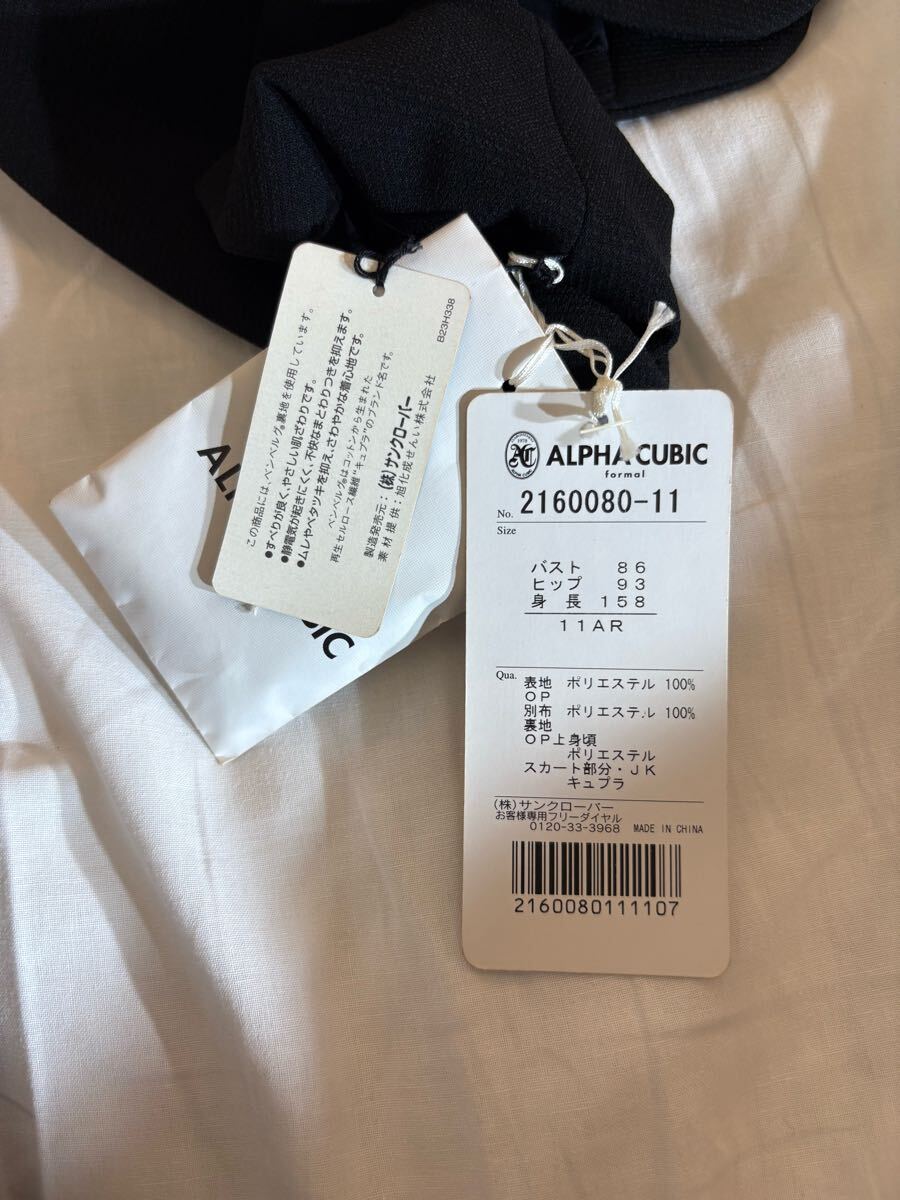 この商品には、ベンベルグ®裏地を使用しています。
●すべりが良く、やさしい肌ざわりです。
●静電気が起きにくく、不快なまとわりつきを抑えます。
●ムレやベタツキを抑え、さわやかな着心地です。
ベンベルグ®はコットンから生まれた
再生セルロース繊維“キュプラ”のブランド名です。
製造発売元：(株)サンクローバー
素材提供：旭化成せんい株式会社
B23H338
AL
BIC
1978
AC
ALPHA CUBIC
formal
No. 2160080-11
Size
バスト 86
ヒップ 93
身長 158
11AR
Qua. 表地 ポリエステル 100%
OP
別布 ポリエステル 100%
裏地
OP上身頃
ポリエステル
スカート部分・JK
キュプラ
(株)サンクローバー
お客様専用フリーダイヤル
0120-33-3968 MADE IN CHINA
2160080111107